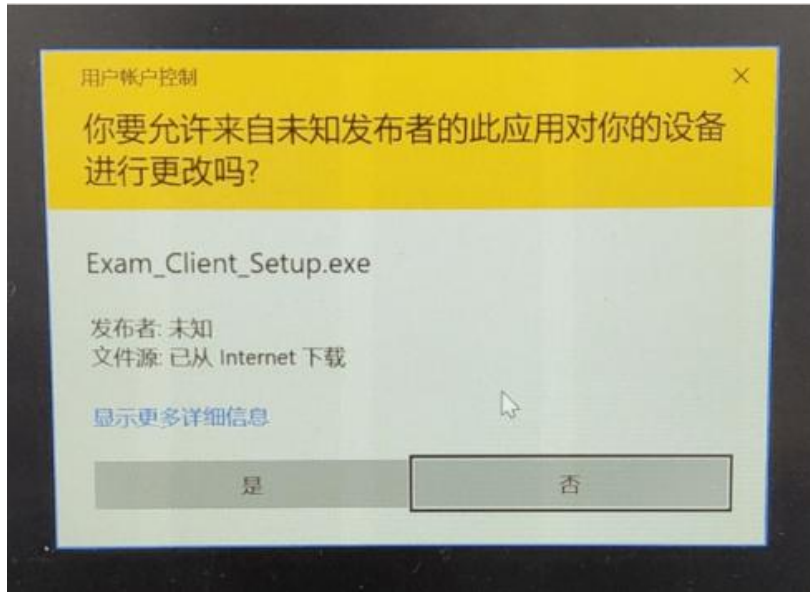 用户帐户控制
你要允许来自未知发布者的此应用对你的设备
进行更改吗?
Exam_Client_Setup.exe
发布者: 未知
文件源: 已从 Internet 下载
显示更多详细信息
是
否